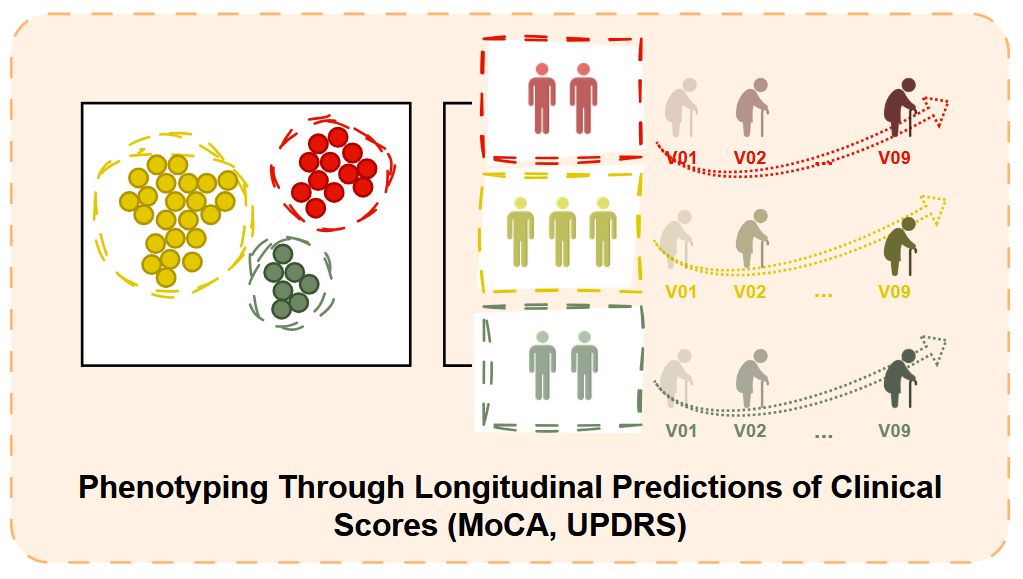 V01 V02 ... V09
V01 V02 ... V09
V01 V02 ... V09
Phenotyping Through Longitudinal Predictions of Clinical
Scores (MoCA, UPDRS)